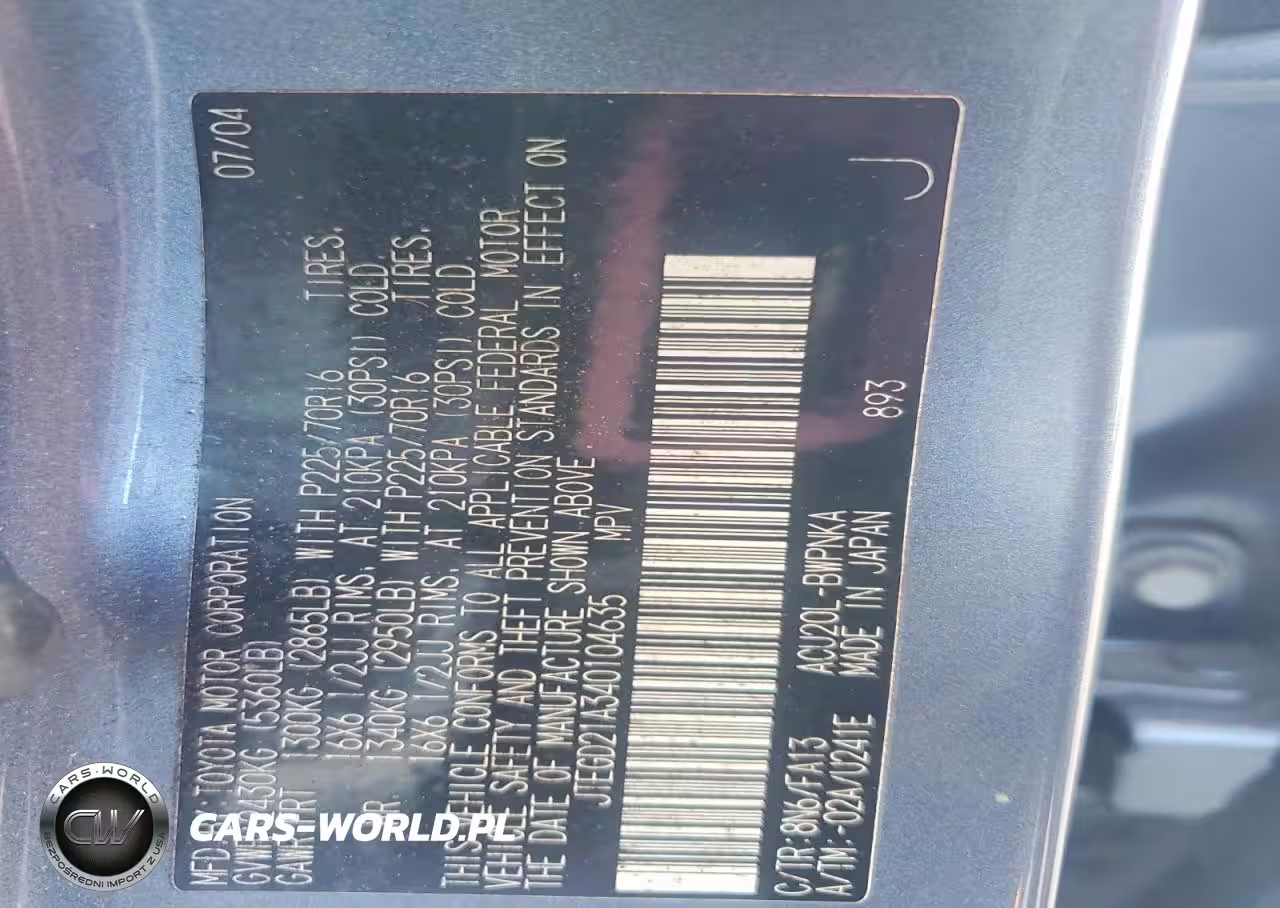 MFD.BY TOYOTA MOTOR CORPORATION 07/04
GVWR 2430KG (5360LB)
GAWR FRT 1300KG (2865LB) WITH P225/70R16 TIRES,
16X6 1/2JJ RIMS, AT 210KPA (30PSI) COLD
RR. 1340KG (2950LB) WITH P225/70R16 TIRES,
16X6 1/2JJ RIMS, AT 210KPA (30PSI) COLD.
THIS VEHICLE CONFORMS TO ALL APPLICABLE FEDERAL MOTOR
VEHICLE SAFETY AND THEFT PREVENTION STANDARDS IN EFFECT ON
THE DATE OF MANUFACTURE SHOWN ABOVE.
JTEGD21A340104635 MPV
C/TR:8N6/FA13 ACU20L-BWPNKA 893 J
A/TM:-02A/U241E MADE IN JAPAN
CARS-WORLD
CW
BEZPOŚREDNI IMPORT Z USA
CARS-WORLD.PL